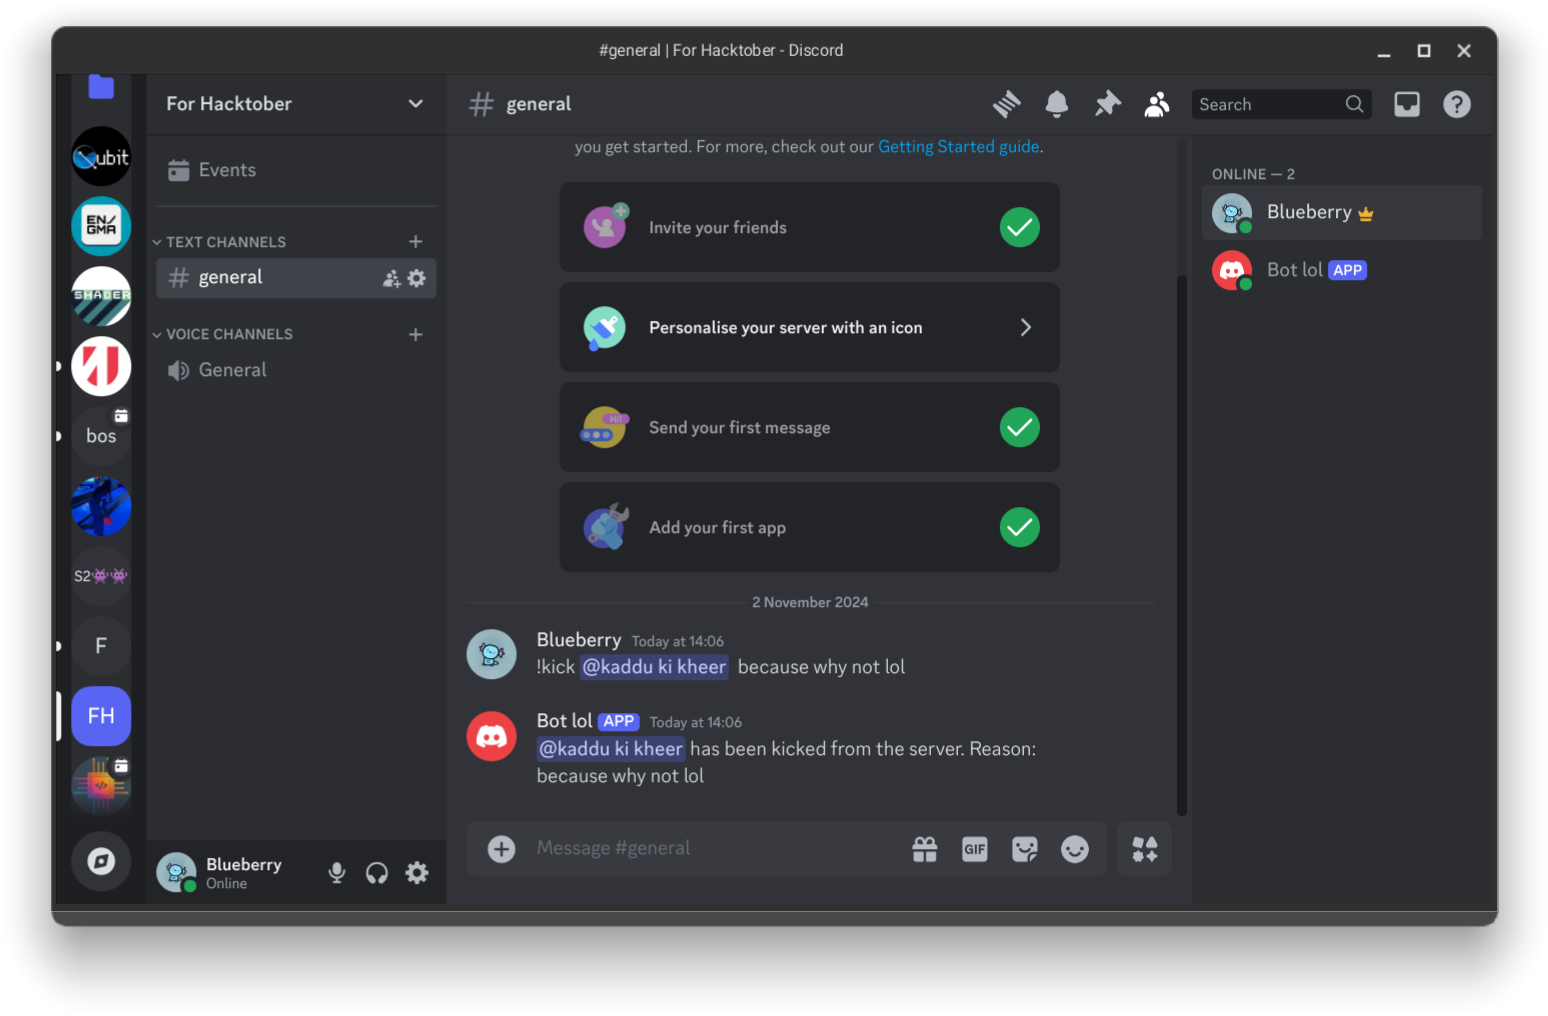 #general | For Hacktober - Discord
For Hacktober
general
Search
Qubit
EN/GMA
SHADER
bos
S2👾👾
F
FH
Events
TEXT CHANNELS
general
VOICE CHANNELS
General
Blueberry
Online
you get started. For more, check out our Getting Started guide.
Invite your friends
Personalise your server with an icon
HI!
Send your first message
Add your first app
2 November 2024
Blueberry Today at 14:06
!kick @kaddu ki kheer because why not lol
Bot lol APP Today at 14:06
@kaddu ki kheer has been kicked from the server. Reason:
because why not lol
Message #general
GIF
ONLINE — 2
Blueberry
Bot lol APP